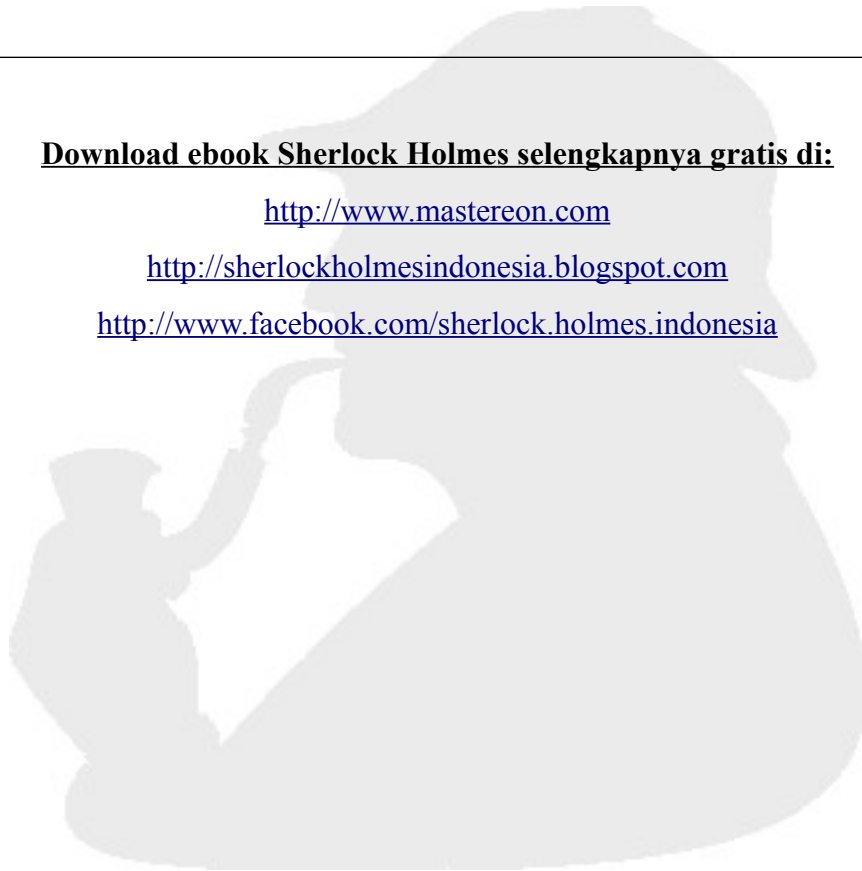 Download ebook Sherlock Holmes selengkapnya gratis di:
http://www.mastereon.com
http://sherlockholmesindonesia.blogspot.com
http://www.facebook.com/sherlock.holmes.indonesia